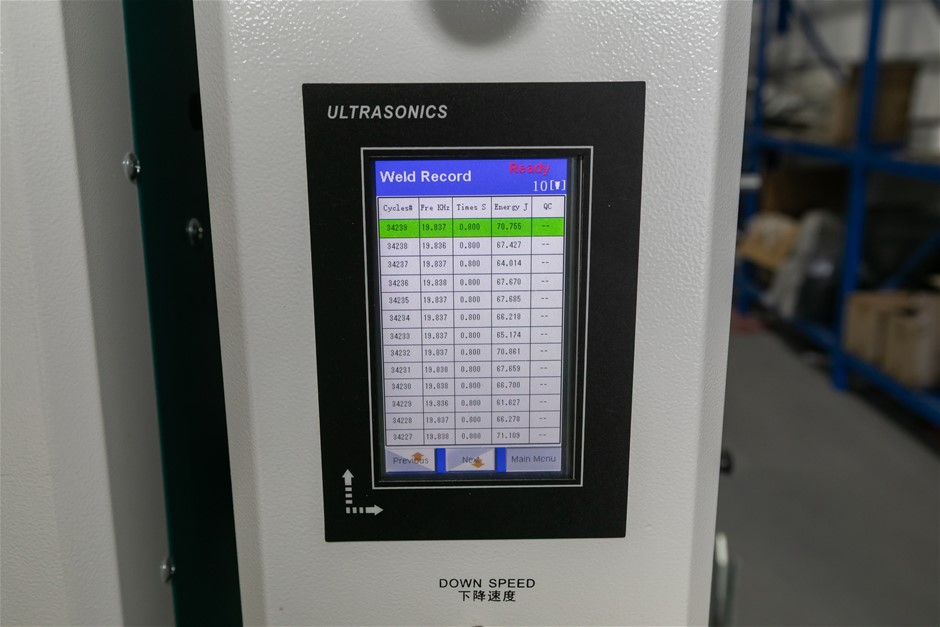 ULTRASONICS
Weld Record Ready
10[W]
Cycles# Fre KHz Times S Energy J QC
34239 19.837 0.800 70.755 --
34238 19.836 0.800 67.427 --
34237 19.837 0.800 64.014 --
34236 19.838 0.800 67.670 --
34235 19.837 0.800 67.685 --
34234 19.837 0.800 66.218 --
34233 19.837 0.800 65.174 --
34232 19.837 0.800 70.861 --
34231 19.838 0.800 67.659 --
34230 19.838 0.800 66.700 --
34229 19.836 0.800 61.627 --
34228 19.837 0.800 66.278 --
34227 19.838 0.800 71.189 --
Previous Next Main Menu
DOWN SPEED
下降速度